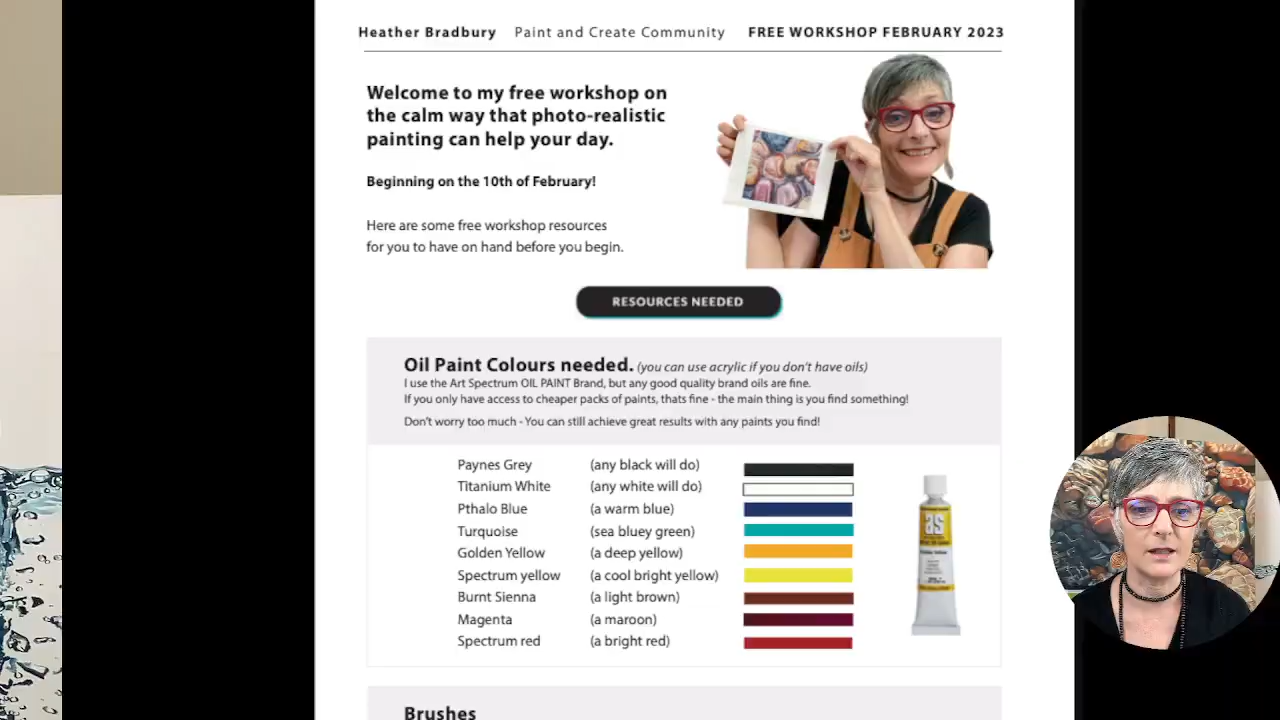 Heather Bradbury Paint and Create Community FREE WORKSHOP FEBRUARY 2023
Welcome to my free workshop on
the calm way that photo-realistic
painting can help your day.
Beginning on the 10th of February!
Here are some free workshop resources
for you to have on hand before you begin.
RESOURCES NEEDED
Oil Paint Colours needed. (you can use acrylic if you don't have oils)
I use the Art Spectrum OIL PAINT Brand, but any good quality brand oils are fine.
If you only have access to cheaper packs of paints, thats fine - the main thing is you find something!
Don't worry too much - You can still achieve great results with any paints you find!
Paynes Grey (any black will do)
Titanium White (any white will do)
Pthalo Blue (a warm blue)
Turquoise (sea bluey green)
Golden Yellow (a deep yellow)
Spectrum yellow (a cool bright yellow)
Burnt Sienna (a light brown)
Magenta (a maroon)
Spectrum red (a bright red)
as
Brushes